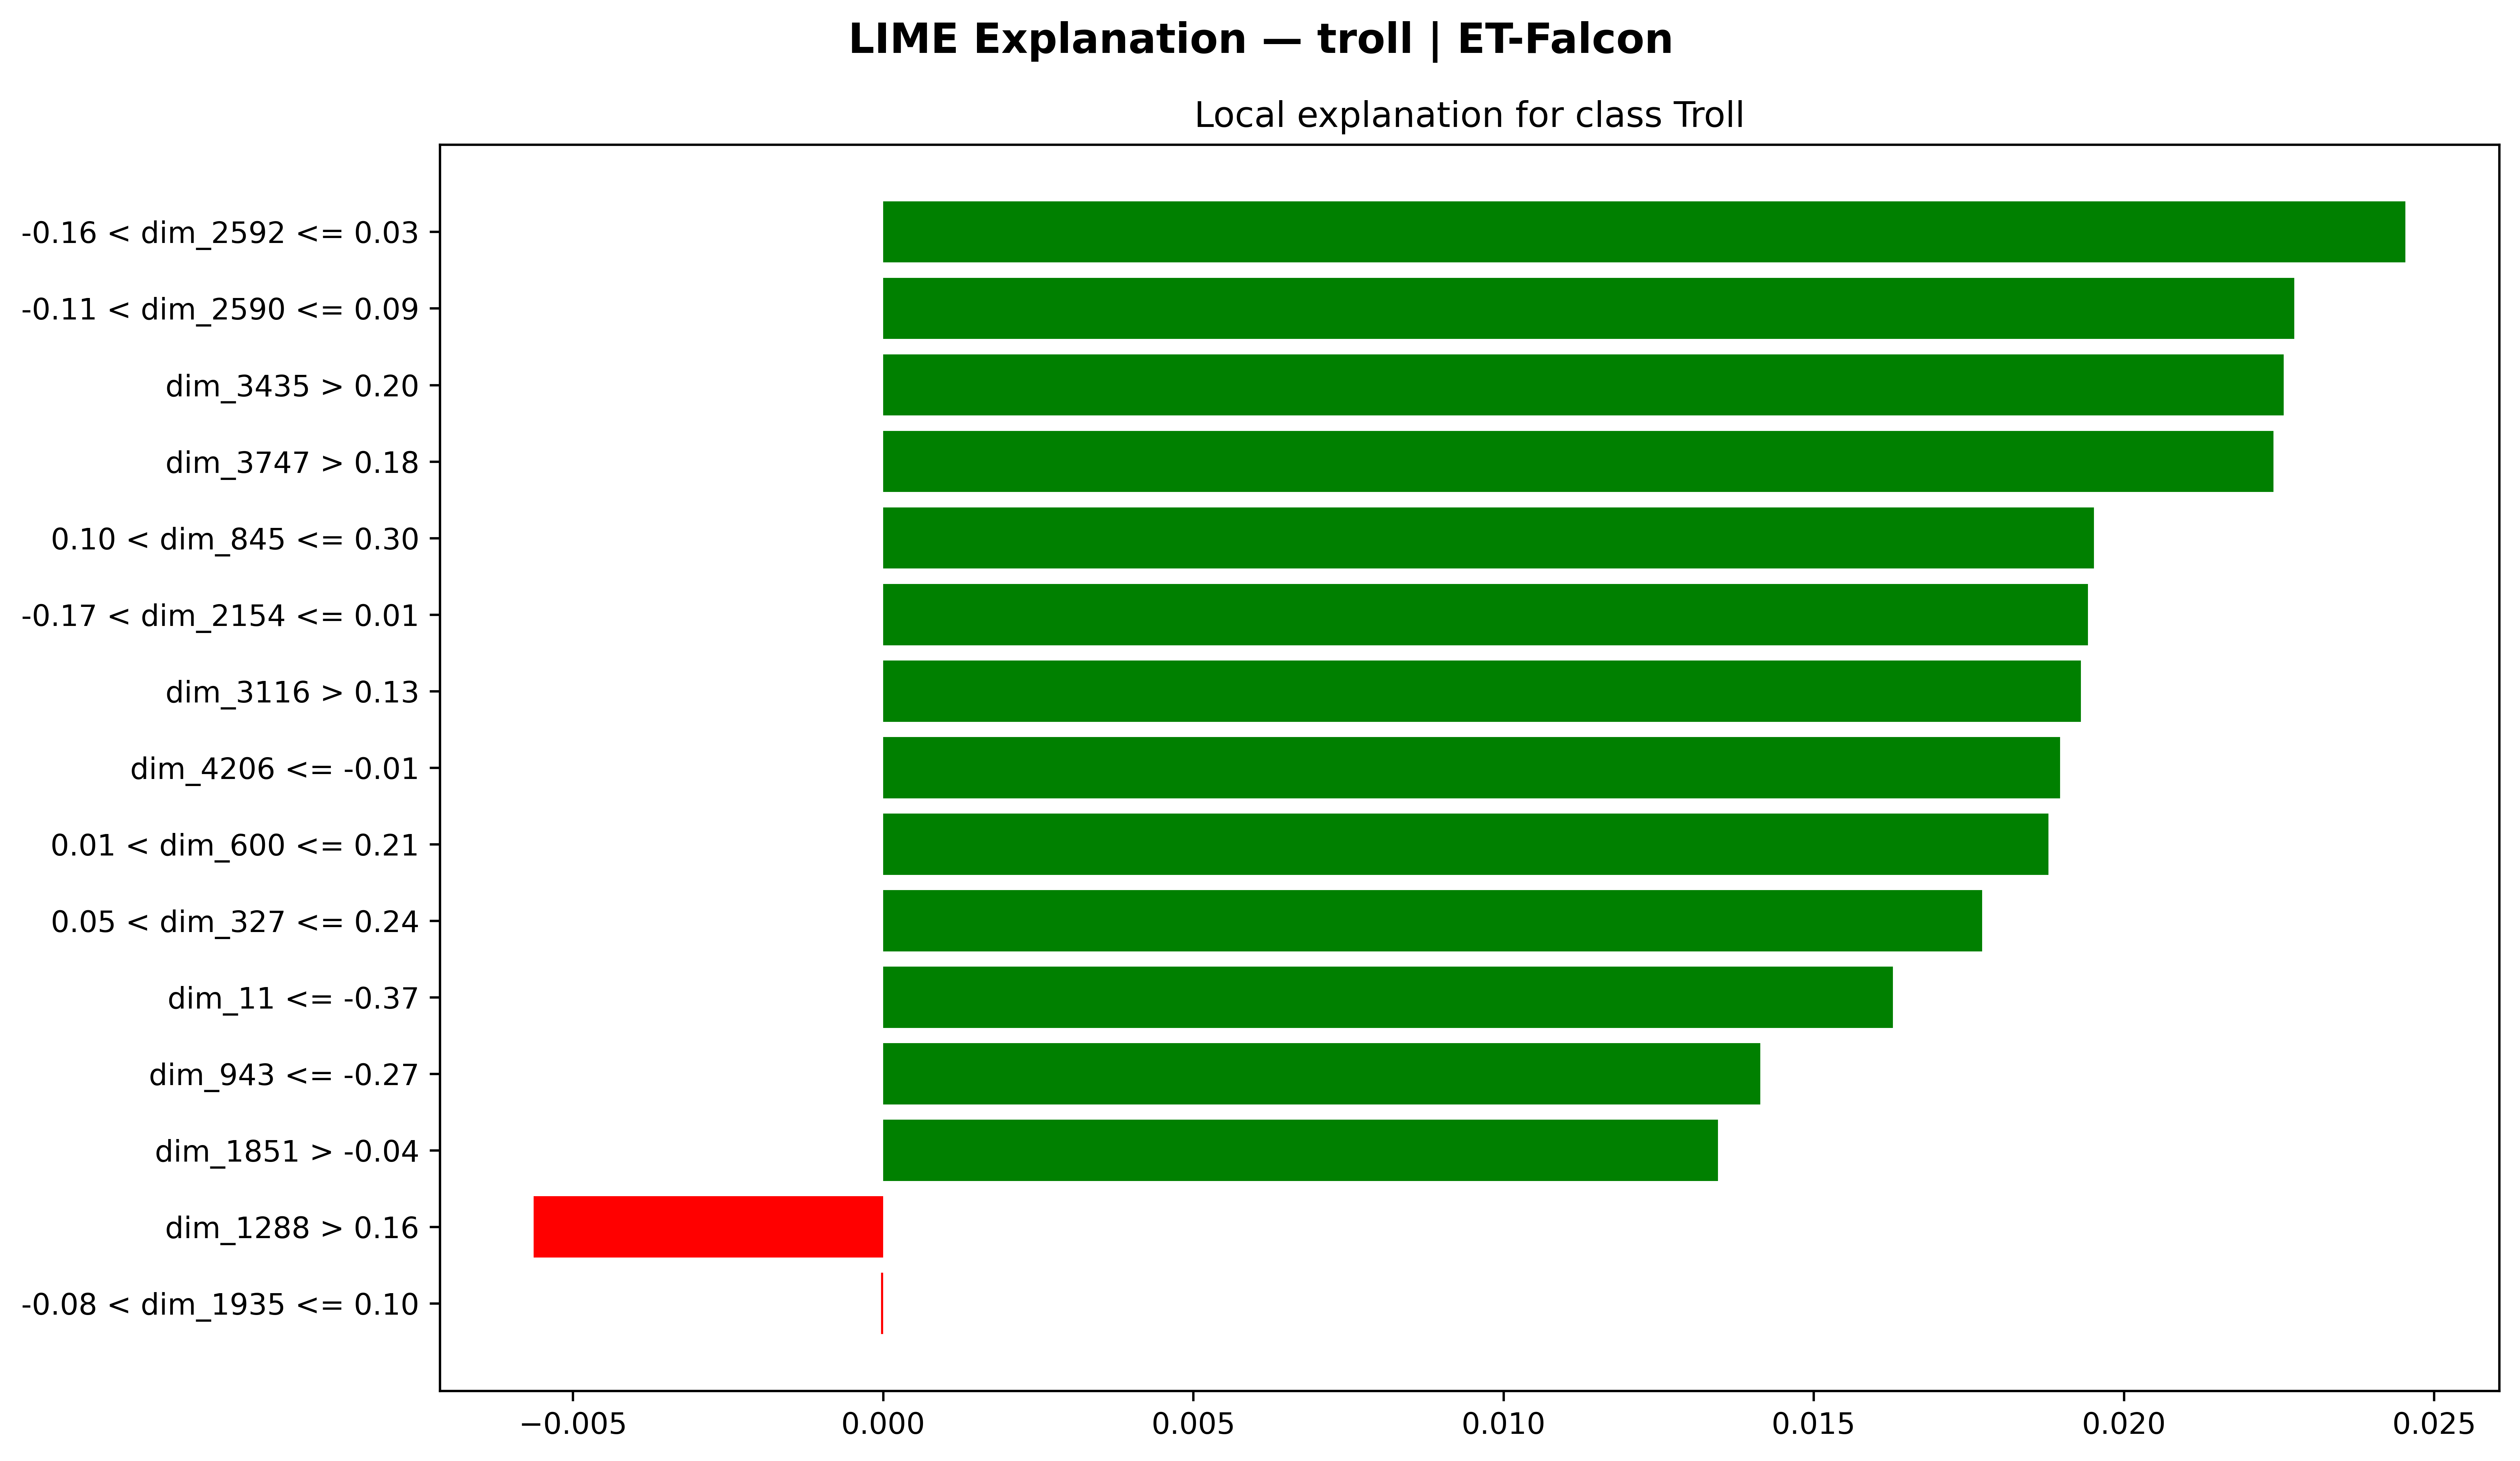 LIME Explanation — troll | ET-Falcon
Local explanation for class Troll
-0.16 < dim_2592 <= 0.03
-0.11 < dim_2590 <= 0.09
dim_3435 > 0.20
dim_3747 > 0.18
0.10 < dim_845 <= 0.30
-0.17 < dim_2154 <= 0.01
dim_3116 > 0.13
dim_4206 <= -0.01
0.01 < dim_600 <= 0.21
0.05 < dim_327 <= 0.24
dim_11 <= -0.37
dim_943 <= -0.27
dim_1851 > -0.04
dim_1288 > 0.16
-0.08 < dim_1935 <= 0.10
−0.005 0.000 0.005 0.010 0.015 0.020 0.025